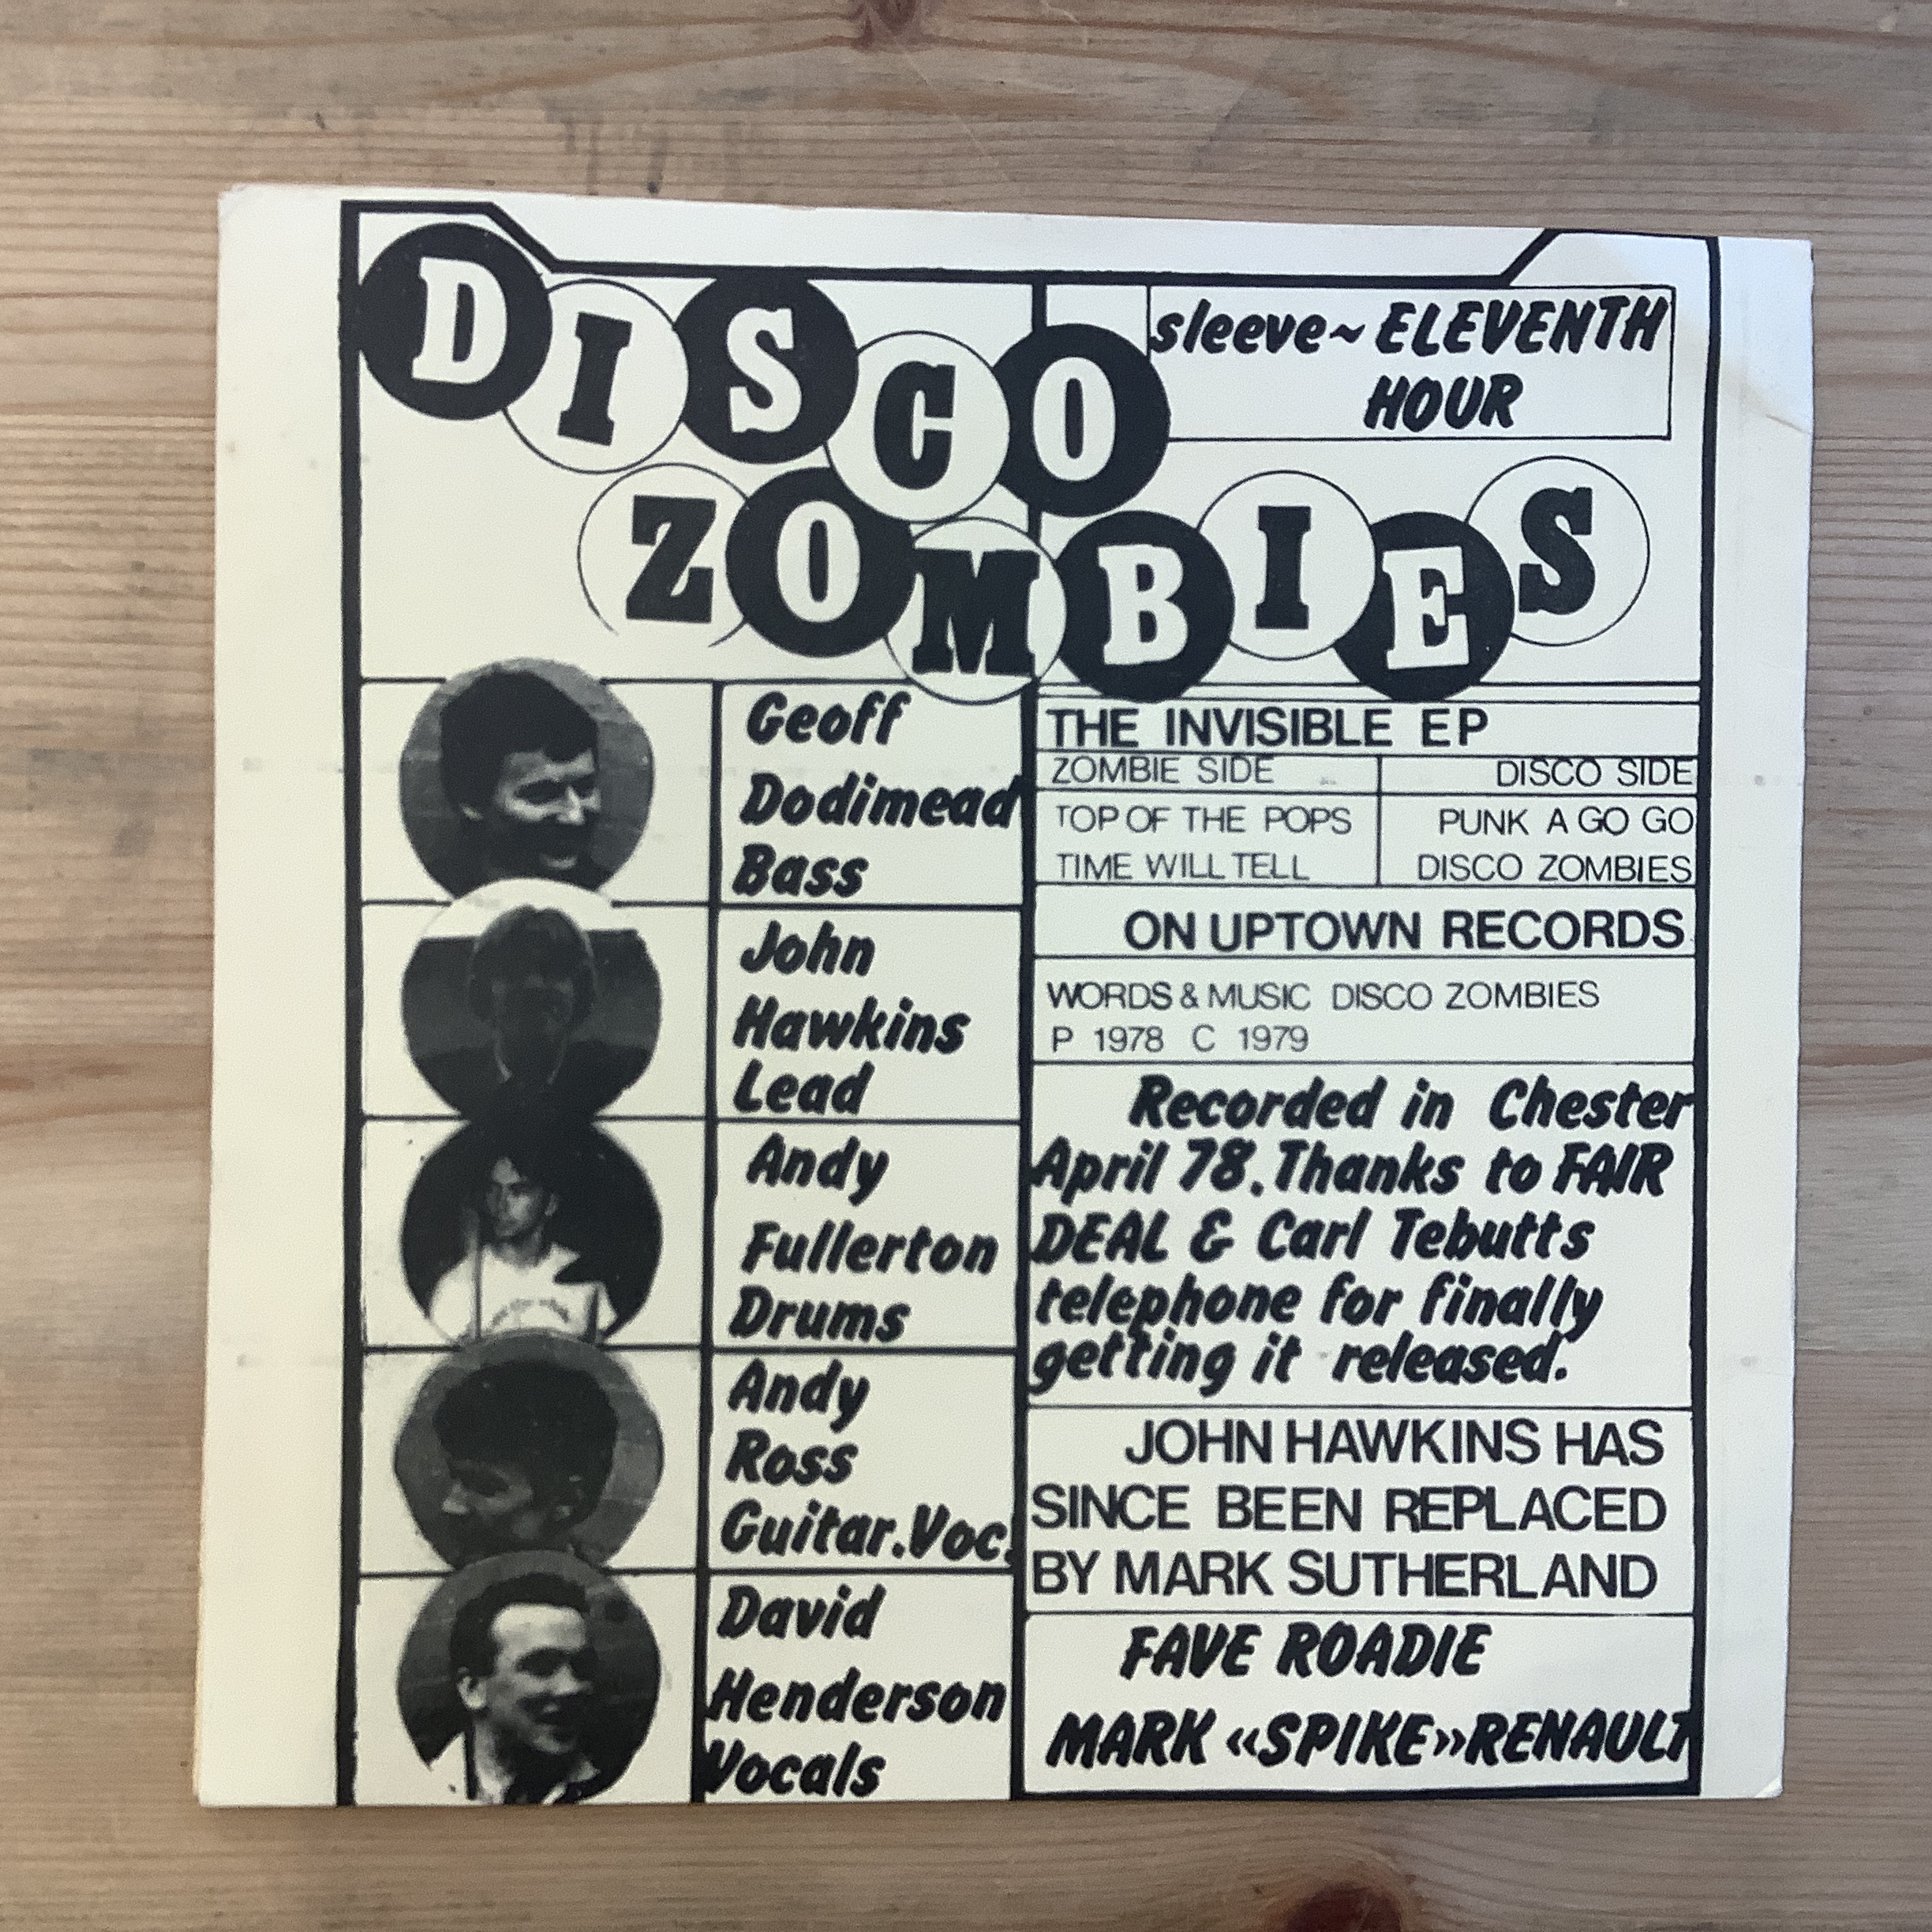 DISCO
ZOMBIES
sleeve~ ELEVENTH
HOUR
Geoff
Dodimead
Bass
John
Hawkins
Lead
Andy
Fullerton
Drums
Andy
Ross
Guitar.Voc.
David
Henderson
Vocals
THE INVISIBLE EP
ZOMBIE SIDE
DISCO SIDE
TOP OF THE POPS
PUNK A GO GO
TIME WILL TELL
DISCO ZOMBIES
ON UPTOWN RECORDS
WORDS & MUSIC DISCO ZOMBIES
P 1978 C 1979
Recorded in Chester
April 78. Thanks to FAIR
DEAL & Carl Tebutts
telephone for finally
getting it released.
JOHN HAWKINS HAS
SINCE BEEN REPLACED
BY MARK SUTHERLAND
FAVE ROADIE
MARK «SPIKE» RENAULT